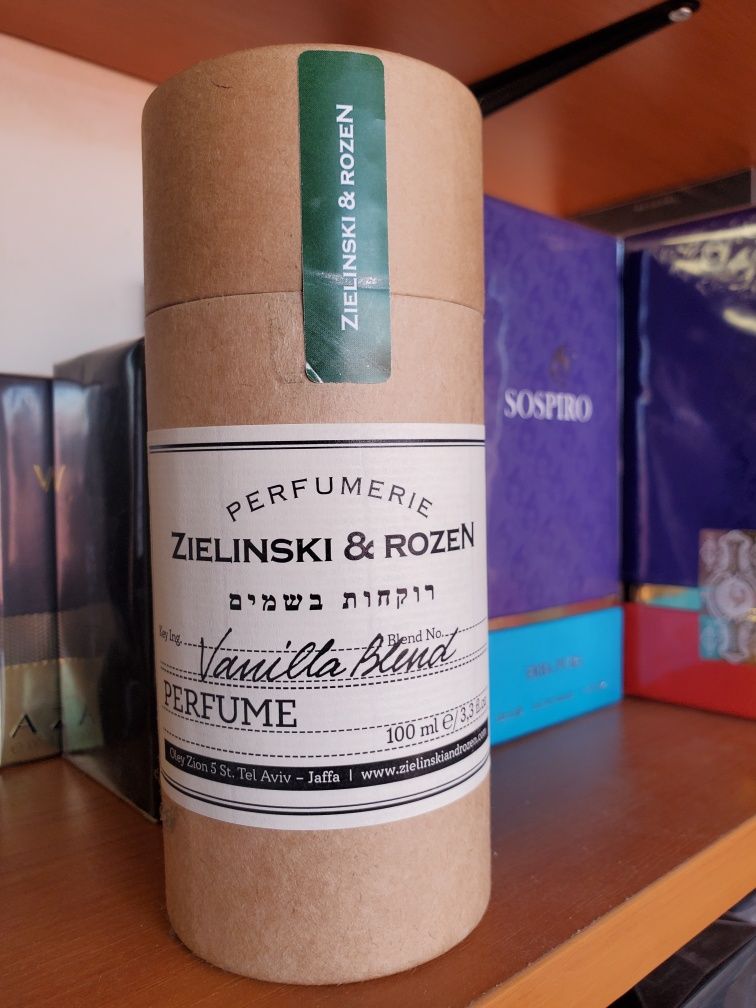 ZIELINSKI & ROZEN
PERFUMERIE
ZIELINSKI & ROZEN
רוקחות בשמים
Key Ing. Blend No.
Vanilla Blend
PERFUME
100 ml e/3,3 fl.oz
Oley Zion 5 St. Tel Aviv – Jaffa | www.zielinskiandrozen.com
SOSPIRO